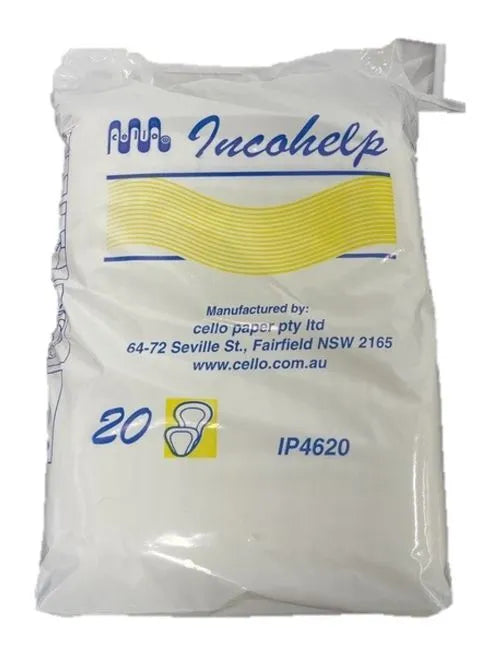 cello® Incohelp
Manufactured by:
cello paper pty ltd
64-72 Seville St., Fairfield NSW 2165
www.cello.com.au
20
IP4620